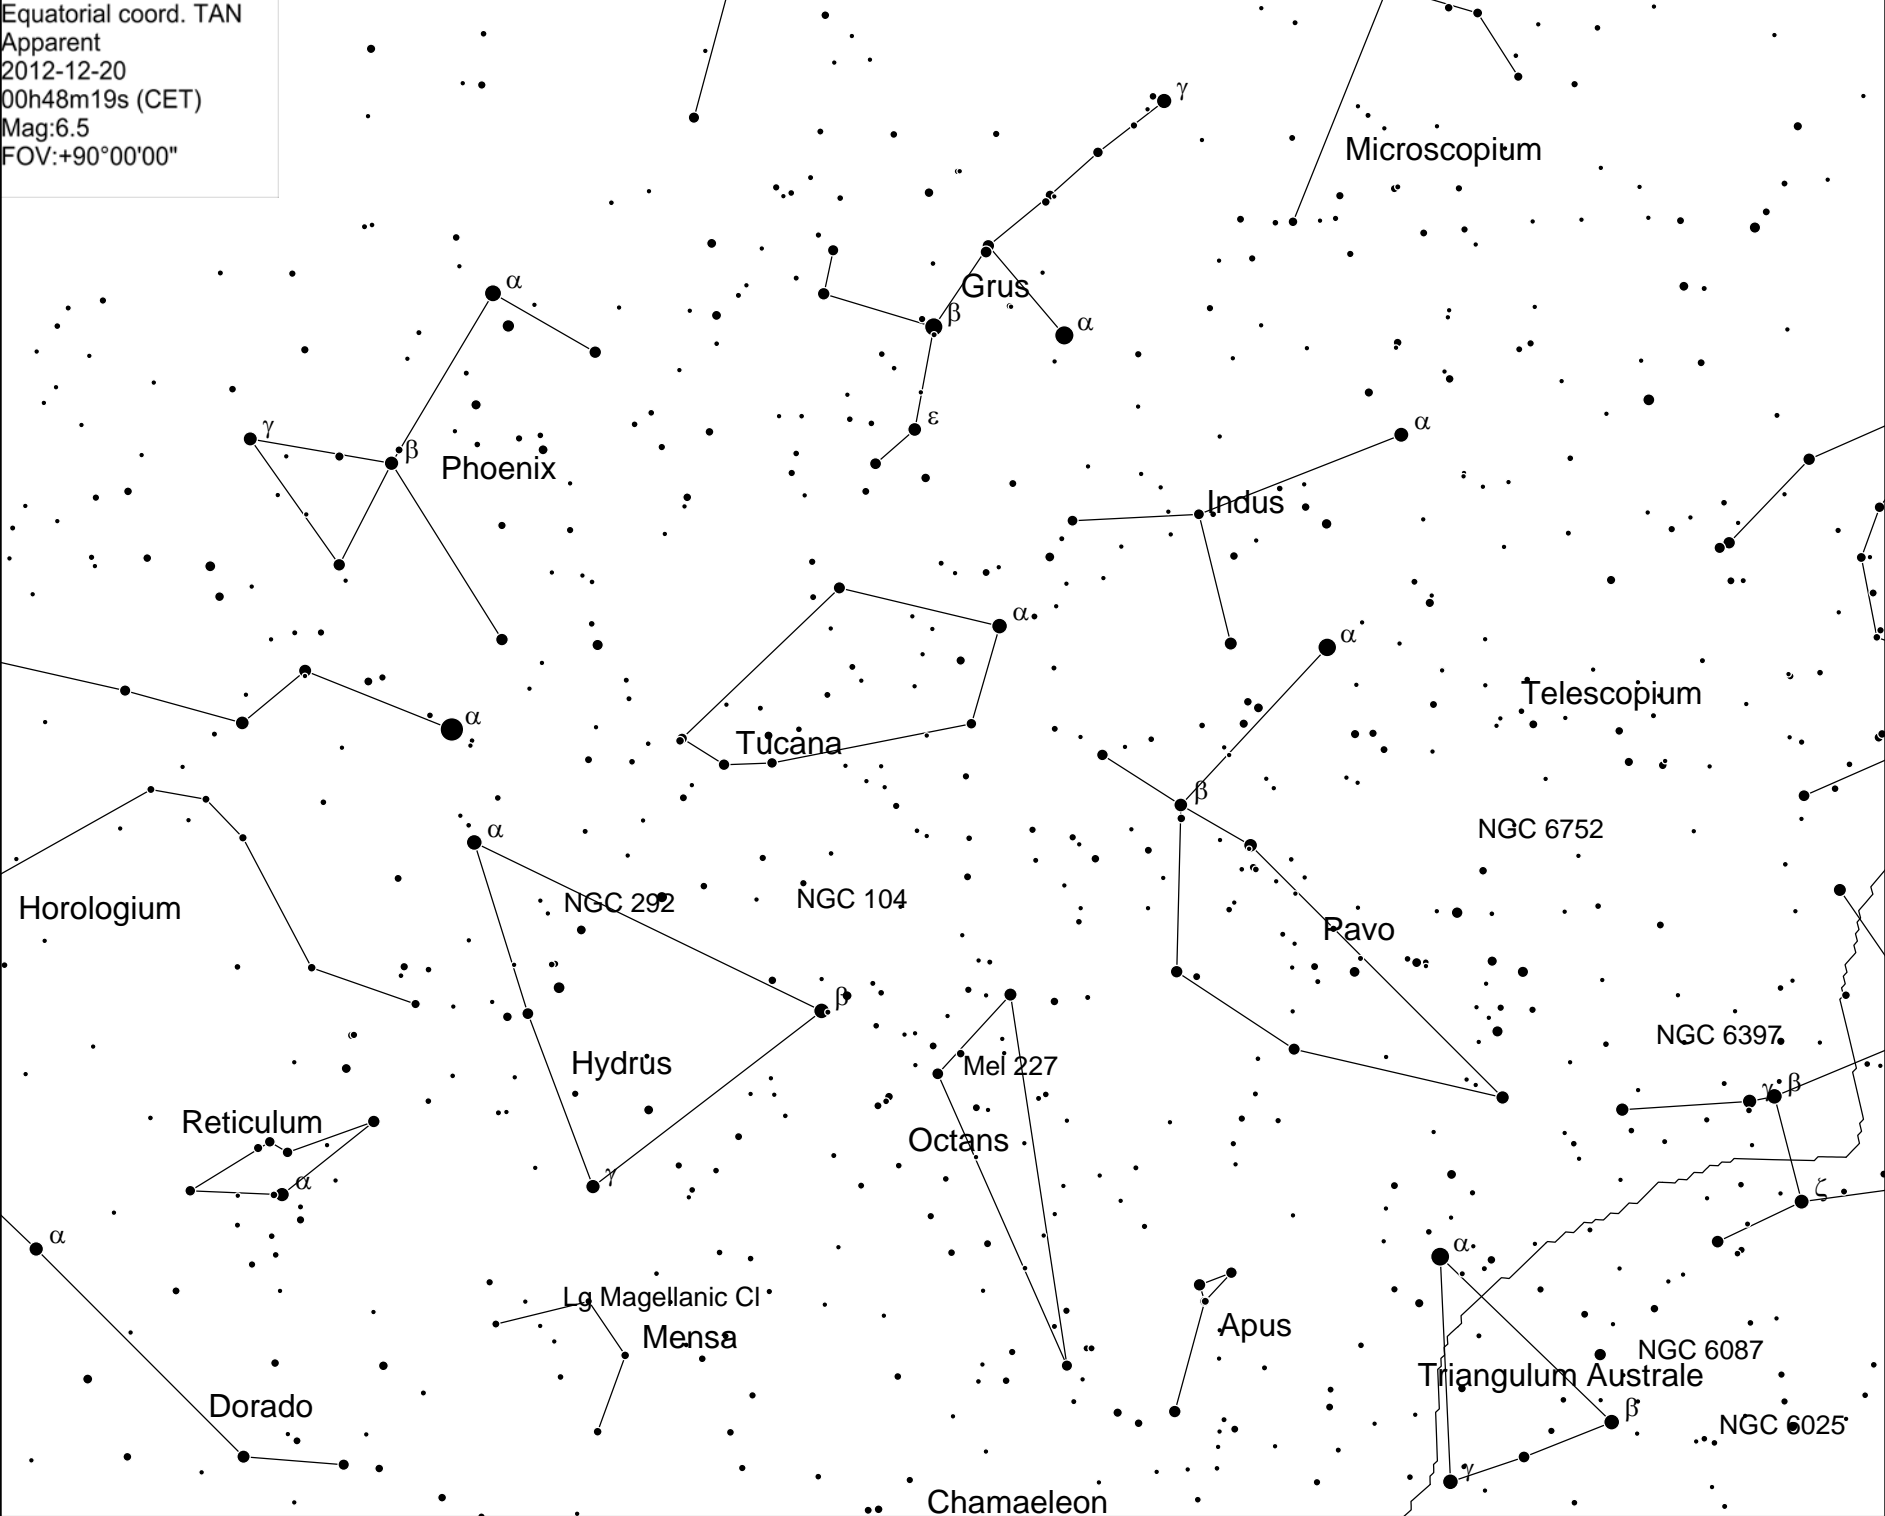 Equatorial coord. TAN
Apparent
2012-12-20
00h48m19s (CET)
Mag:6.5
FOV:+90°00'00"
γ
Microscopium
α
Grus
β
α
ε
α
γ
β
Phoenix
Indus
α
α
Telescopium
α
Tucana
β
α
NGC 6752
Horologium
NGC 292
NGC 104
Pavo
β
NGC 6397
Hydrus
Mel 227
γ β
Reticulum
Octans
α
γ
ζ
α
α
Lg Magellanic Cl
Mensa
Apus
NGC 6087
Triangulum Australe
Dorado
β
NGC 6025
γ
Chamaeleon